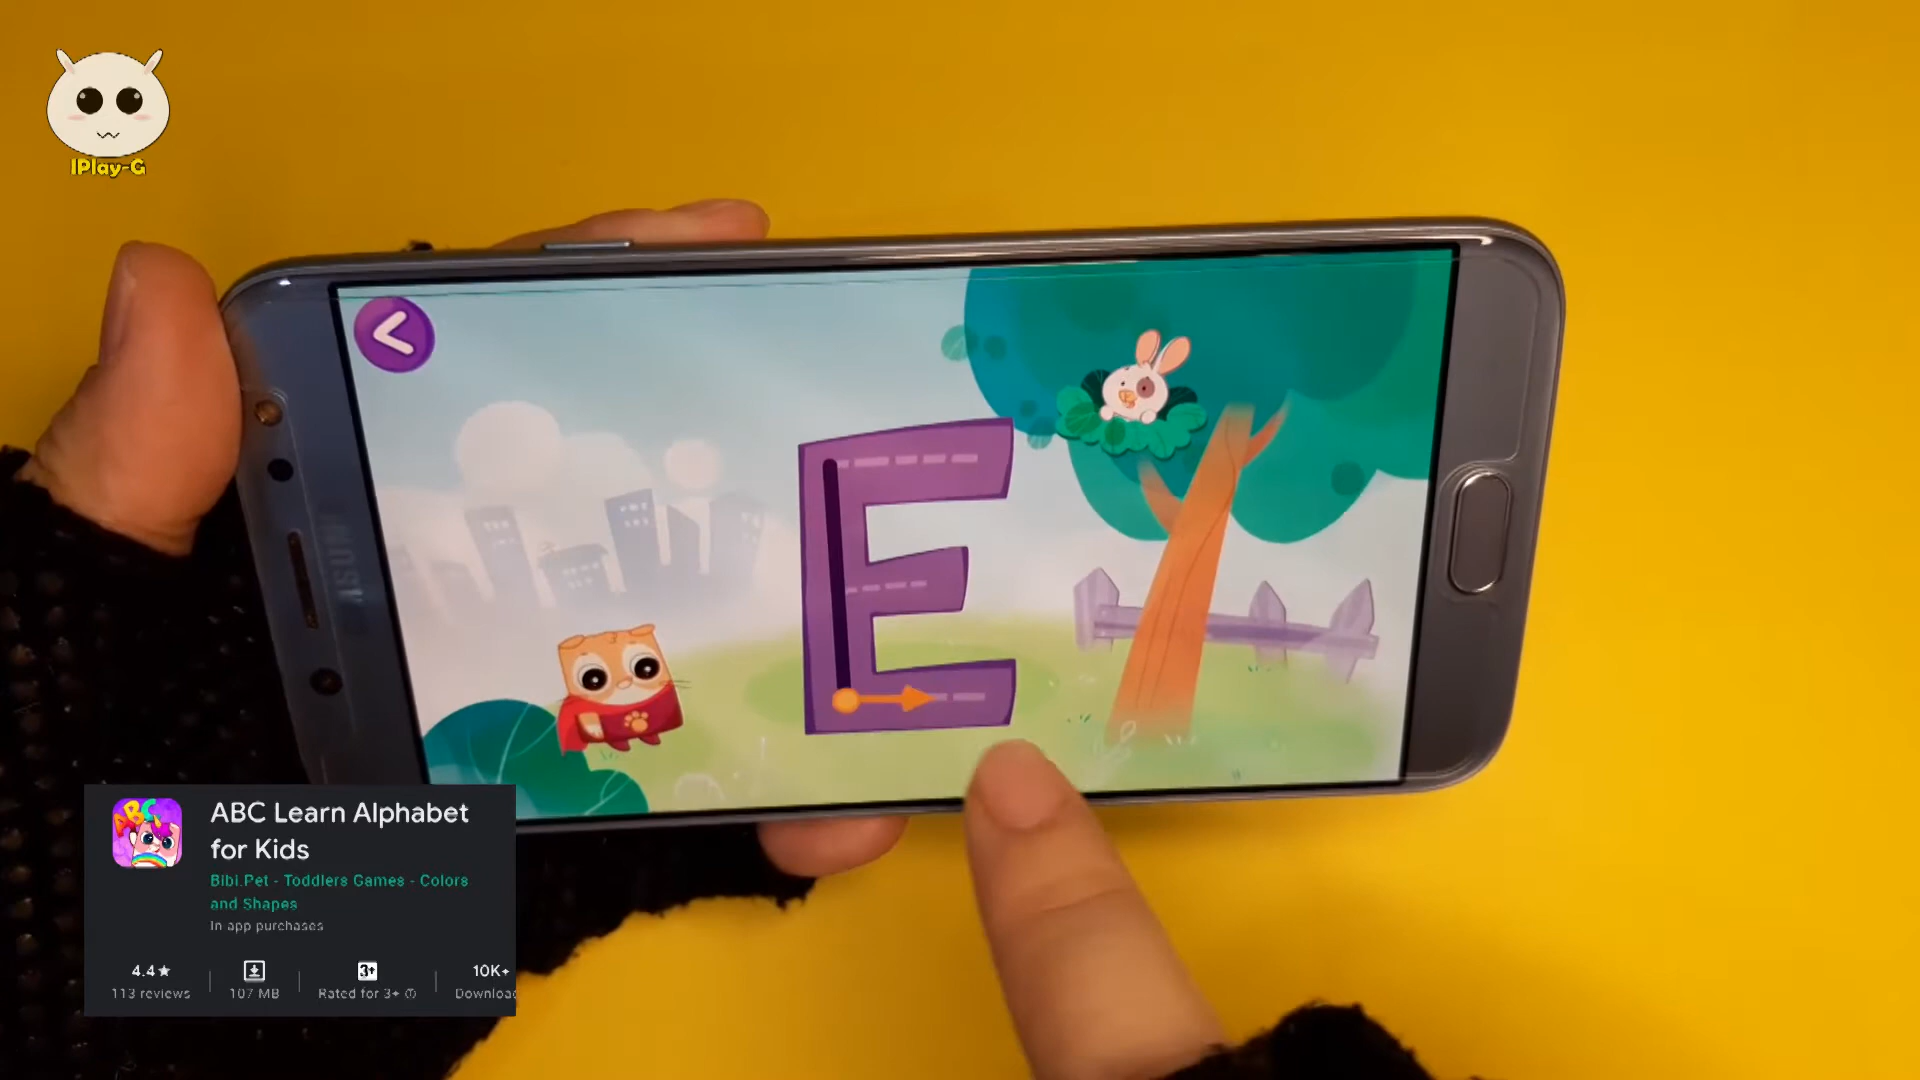 IPlay-G
SAMSUNG
E
ABC Learn Alphabet
for Kids
Bibi.Pet - Toddlers Games - Colors
and Shapes
In app purchases
4.4★
113 reviews
107 MB
3+
Rated for 3+
10K+